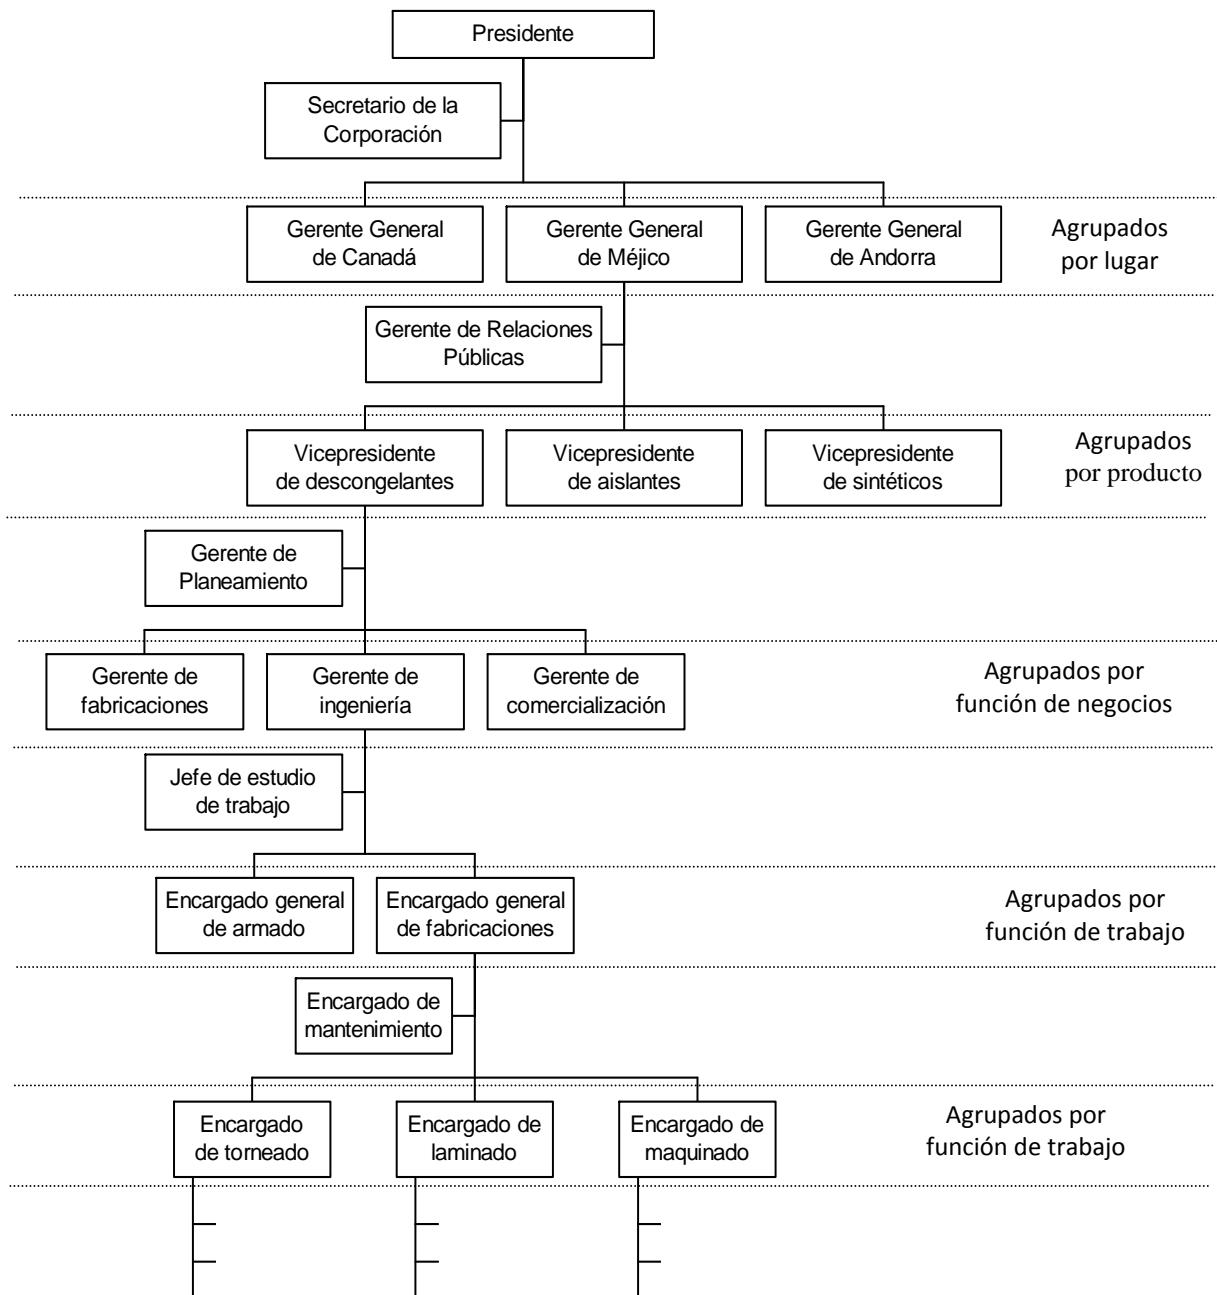 Presidente
Secretario de la
Corporación
Gerente General
de Canadá
Gerente General
de Méjico
Gerente General
de Andorra
Agrupados
por lugar
Gerente de Relaciones
Públicas
Vicepresidente
de descongelantes
Vicepresidente
de aislantes
Vicepresidente
de sintéticos
Agrupados
por producto
Gerente de
Planeamiento
Gerente de
fabricaciones
Gerente de
ingeniería
Gerente de
comercialización
Agrupados por
función de negocios
Jefe de estudio
de trabajo
Encargado general
de armado
Encargado general
de fabricaciones
Agrupados por
función de trabajo
Encargado de
mantenimiento
Encargado
de torneado
Encargado de
laminado
Encargado de
maquinado
Agrupados por
función de trabajo